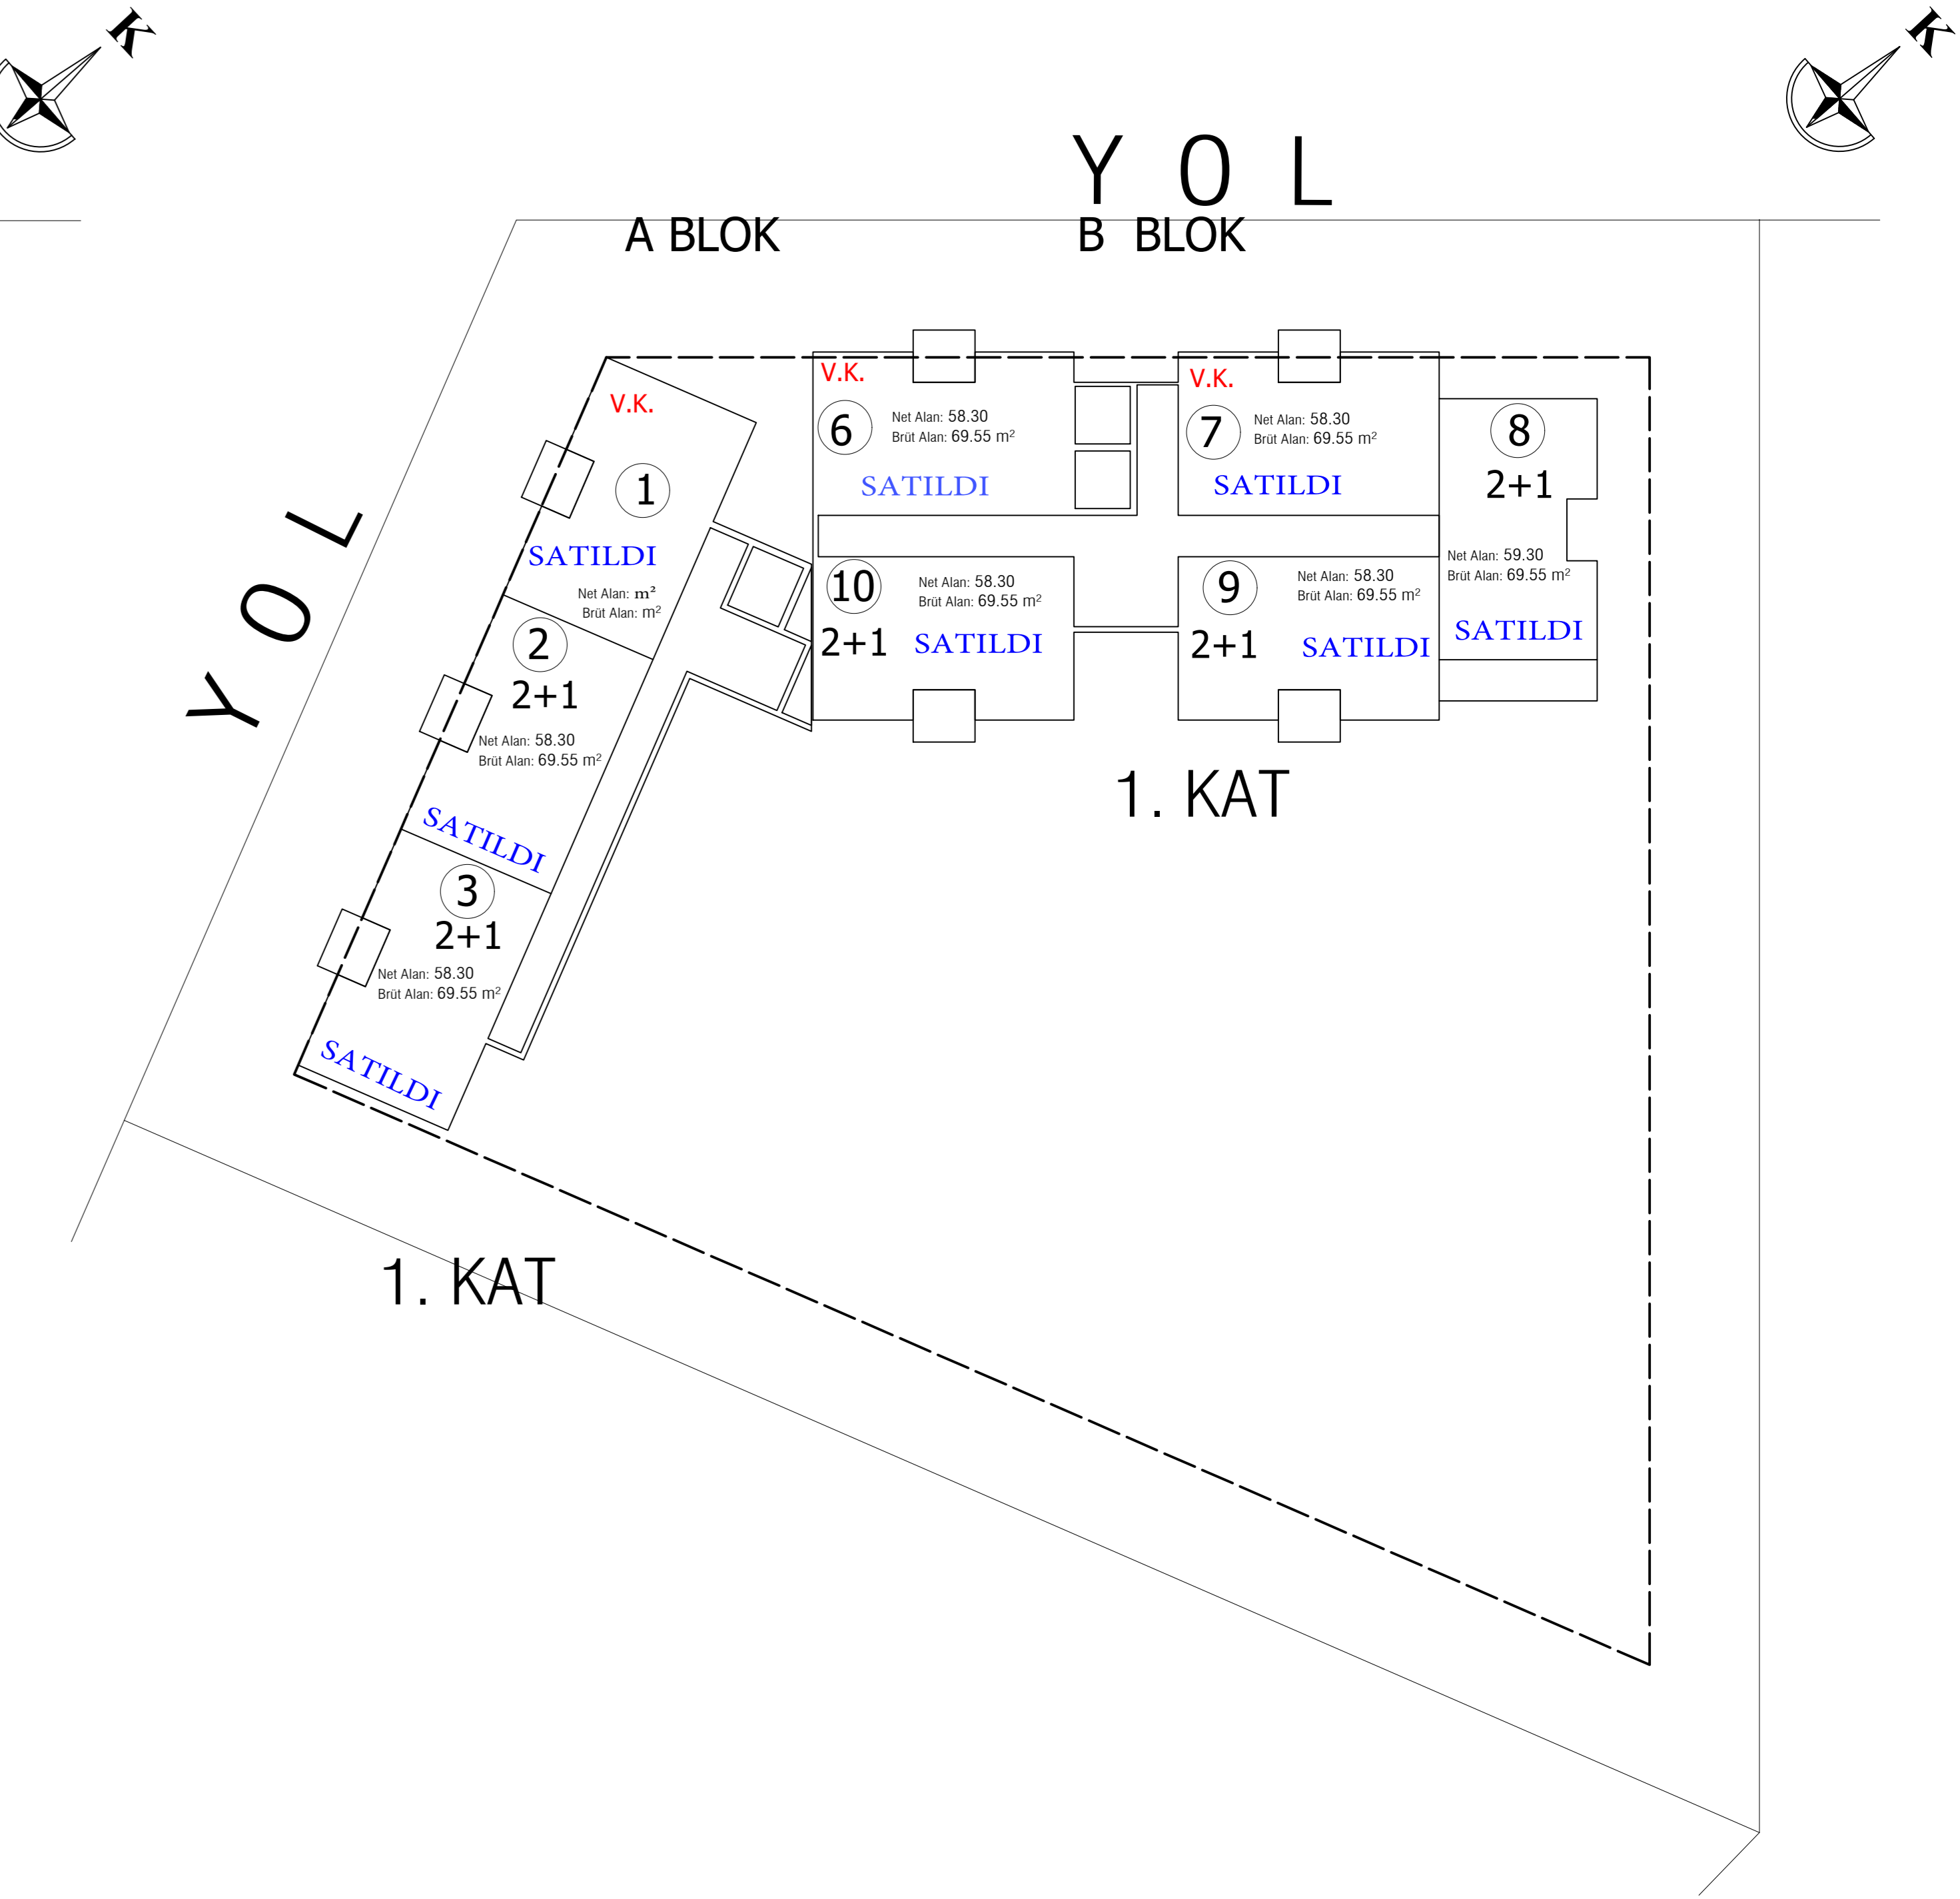 K
K
Y O L
A BLOK
B BLOK
Y O L
V.K.
1
SATILDI
Net Alan: m²
Brüt Alan: m²
2
2+1
Net Alan: 58.30
Brüt Alan: 69.55 m²
SATILDI
3
2+1
Net Alan: 58.30
Brüt Alan: 69.55 m²
SATILDI
1. KAT
V.K.
6
Net Alan: 58.30
Brüt Alan: 69.55 m²
SATILDI
V.K.
7
Net Alan: 58.30
Brüt Alan: 69.55 m²
SATILDI
8
2+1
Net Alan: 59.30
Brüt Alan: 69.55 m²
SATILDI
10
2+1
Net Alan: 58.30
Brüt Alan: 69.55 m²
SATILDI
9
2+1
Net Alan: 58.30
Brüt Alan: 69.55 m²
SATILDI
1. KAT